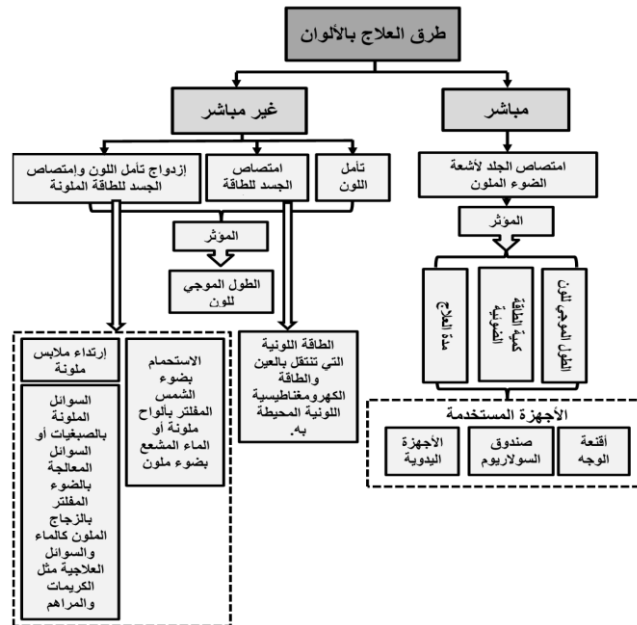 طرق العلاج بالألوان
مباشر
غير مباشر
امتصاص الجلد لأشعة
الضوء الملون
المؤثر
الطول الموجي للون
كمية الطاقة
الضوئية
مدة العلاج
الأجهزة المستخدمة
أقنعة
الوجه
صندوق
السولاريوم
الأجهزة
اليدوية
تأمل
اللون
امتصاص
الجسد للطاقة
إزدواج تأمل اللون وإمتصاص
الجسد للطاقة الملونة
المؤثر
الطول الموجي
للون
الطاقة اللونية
التي تنتقل بالعين
والطاقة
الكهرومغناطيسية
اللونية المحيطة
به.
الاستحمام
بضوء
الشمس
المفلتر بألواح
ملونة أو
الماء المشعع
بضوء ملون
إرتداء ملابس
ملونة
السوائل
الملونة
بالصبغيات أو
السوائل
المعالجة
بالضوء
المفلتر
بالزجاج
الملون كالماء
والسوائل
العلاجية مثل
الكريمات
والمراهم